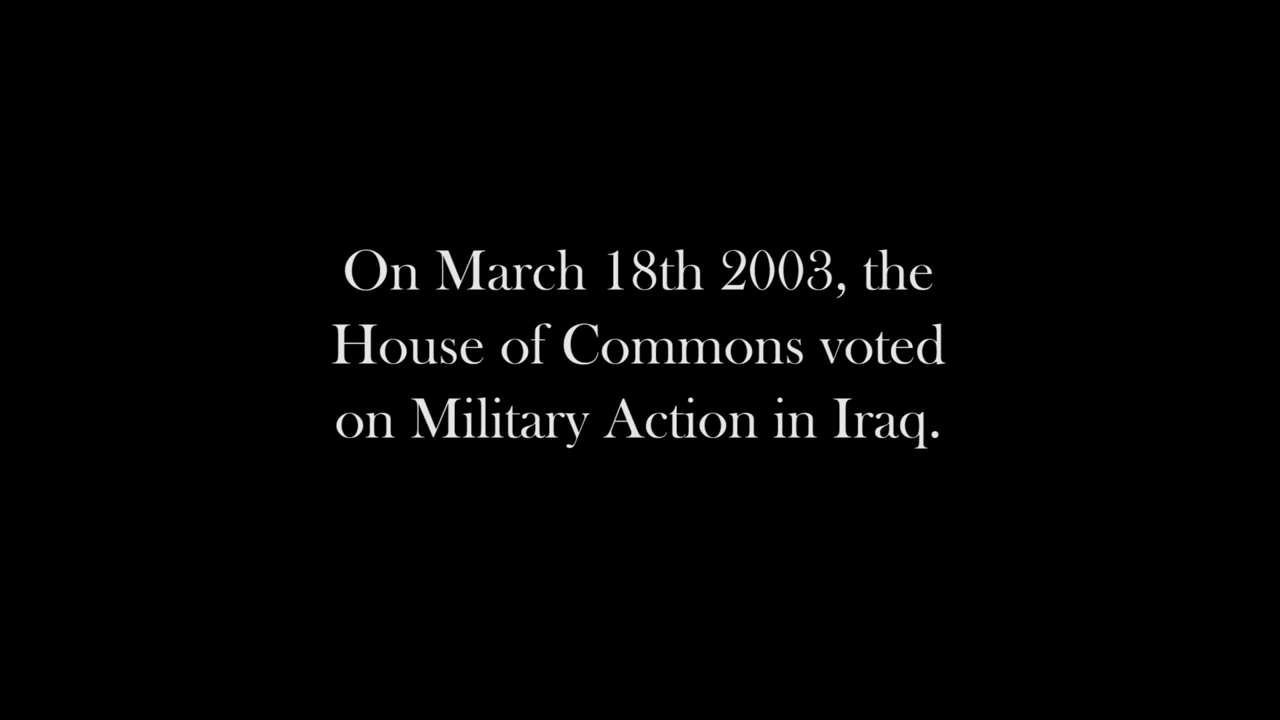 On March 18th 2003, the
House of Commons voted
on Military Action in Iraq.